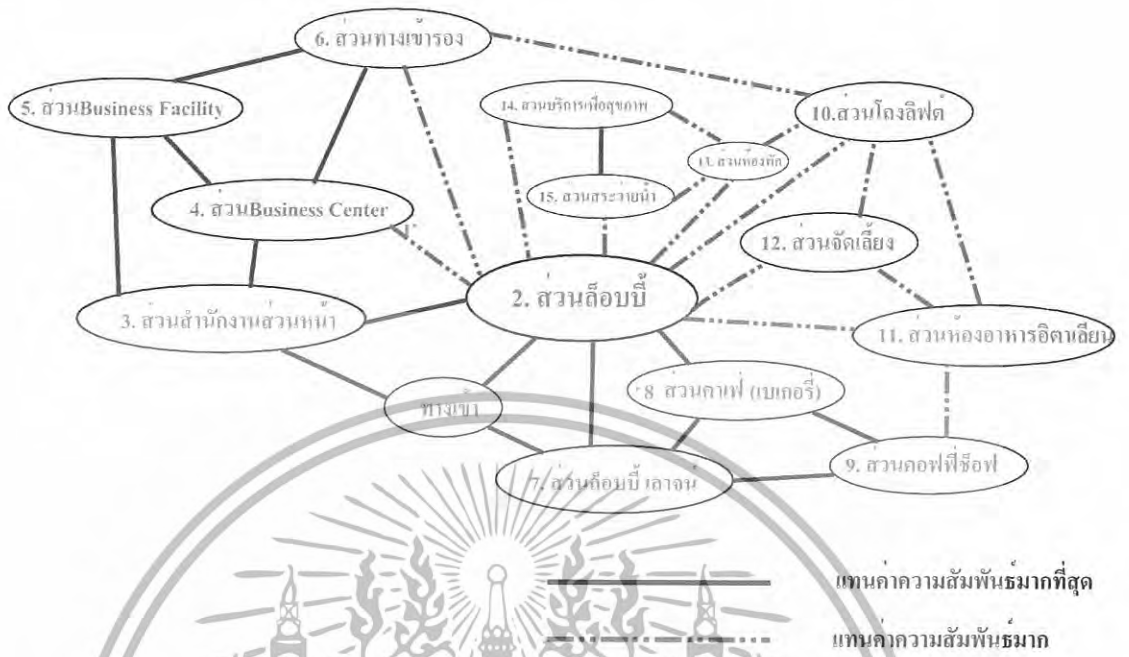 6. ส่วนทางเข้ารอง
5. ส่วนBusiness Facility
14. ส่วนบริการเพื่อสุขภาพ
10.ส่วนโถงลิฟต์
ส่วนห้องพัก
4. ส่วนBusiness Center
15. ส่วนสระว่ายน้ำ
12. ส่วนจัดเลี้ยง
2. ส่วนล็อบบี้
3. ส่วนสำนักงานส่วนหน้า
11. ส่วนห้องอาหารอิตาเลียน
ทางเข้า
8 ส่วนคาเฟ่ (เบเกอรี่)
7. ส่วนล็อบบี้ เลาจน์
9. ส่วนคอฟฟี่ช็อฟ
แทนค่าความสัมพันธ์มากที่สุด
แทนค่าความสัมพันธ์มาก